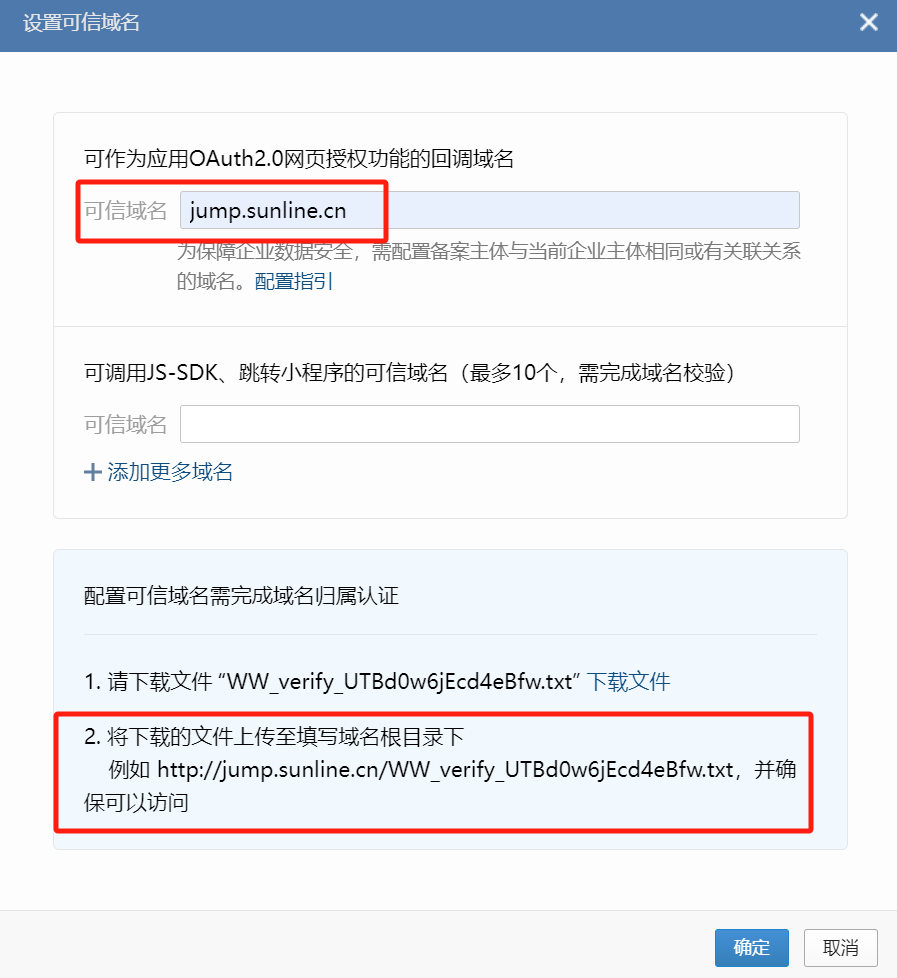 设置可信域名
可作为应用OAuth2.0网页授权功能的回调域名
可信域名 jump.sunline.cn
为保障企业数据安全，需配置备案主体与当前企业主体相同或有关联关系
的域名。配置指引
可调用JS-SDK、跳转小程序的可信域名（最多10个，需完成域名校验）
可信域名
添加更多域名
配置可信域名需完成域名归属认证
1. 请下载文件 “WW_verify_UTBd0w6jEcd4eBfw.txt” 下载文件
2. 将下载的文件上传至填写域名根目录下
例如 http://jump.sunline.cn/WW_verify_UTBd0w6jEcd4eBfw.txt，并确
保可以访问
确定 取消